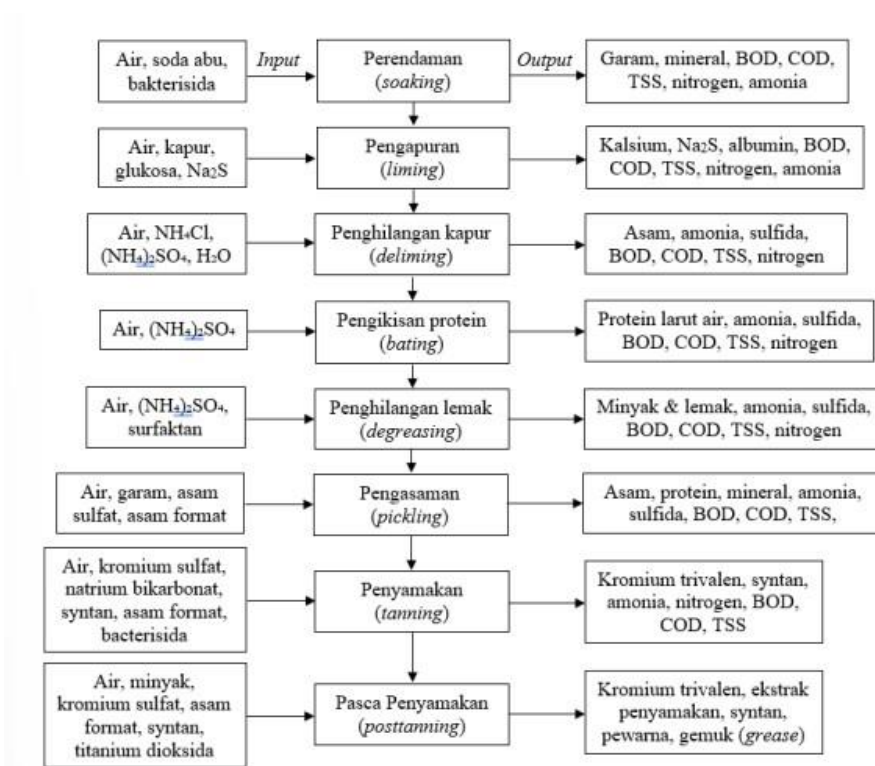 Air, soda abu,
bakterisida
Input
Perendaman
(soaking)
Output
Garam, mineral, BOD, COD,
TSS, nitrogen, amonia
Air, kapur,
glukosa, Na₂S
Pengapuran
(liming)
Kalsium, Na₂S, albumin, BOD,
COD, TSS, nitrogen, amonia
Air, NH₄Cl,
(NH₄)₂SO₄, H₂O
Penghilangan kapur
(deliming)
Asam, amonia, sulfida,
BOD, COD, TSS, nitrogen
Air, (NH₄)₂SO₄
Pengikisan protein
(bating)
Protein larut air, amonia, sulfida,
BOD, COD, TSS, nitrogen
Air, (NH₄)₂SO₄,
surfaktan
Penghilangan lemak
(degreasing)
Minyak & lemak, amonia, sulfida,
BOD, COD, TSS, nitrogen
Air, garam, asam
sulfat, asam format
Pengasaman
(pickling)
Asam, protein, mineral, amonia,
sulfida, BOD, COD, TSS,
Air, kromium sulfat,
natrium bikarbonat,
syntan, asam format,
bacterisida
Penyamakan
(tanning)
Kromium trivalen, syntan,
amonia, nitrogen, BOD,
COD, TSS
Air, minyak,
kromium sulfat, asam
format, syntan,
titanium dioksida
Pasca Penyamakan
(posttanning)
Kromium trivalen, ekstrak
penyamakan, syntan,
pewarna, gemuk (grease)